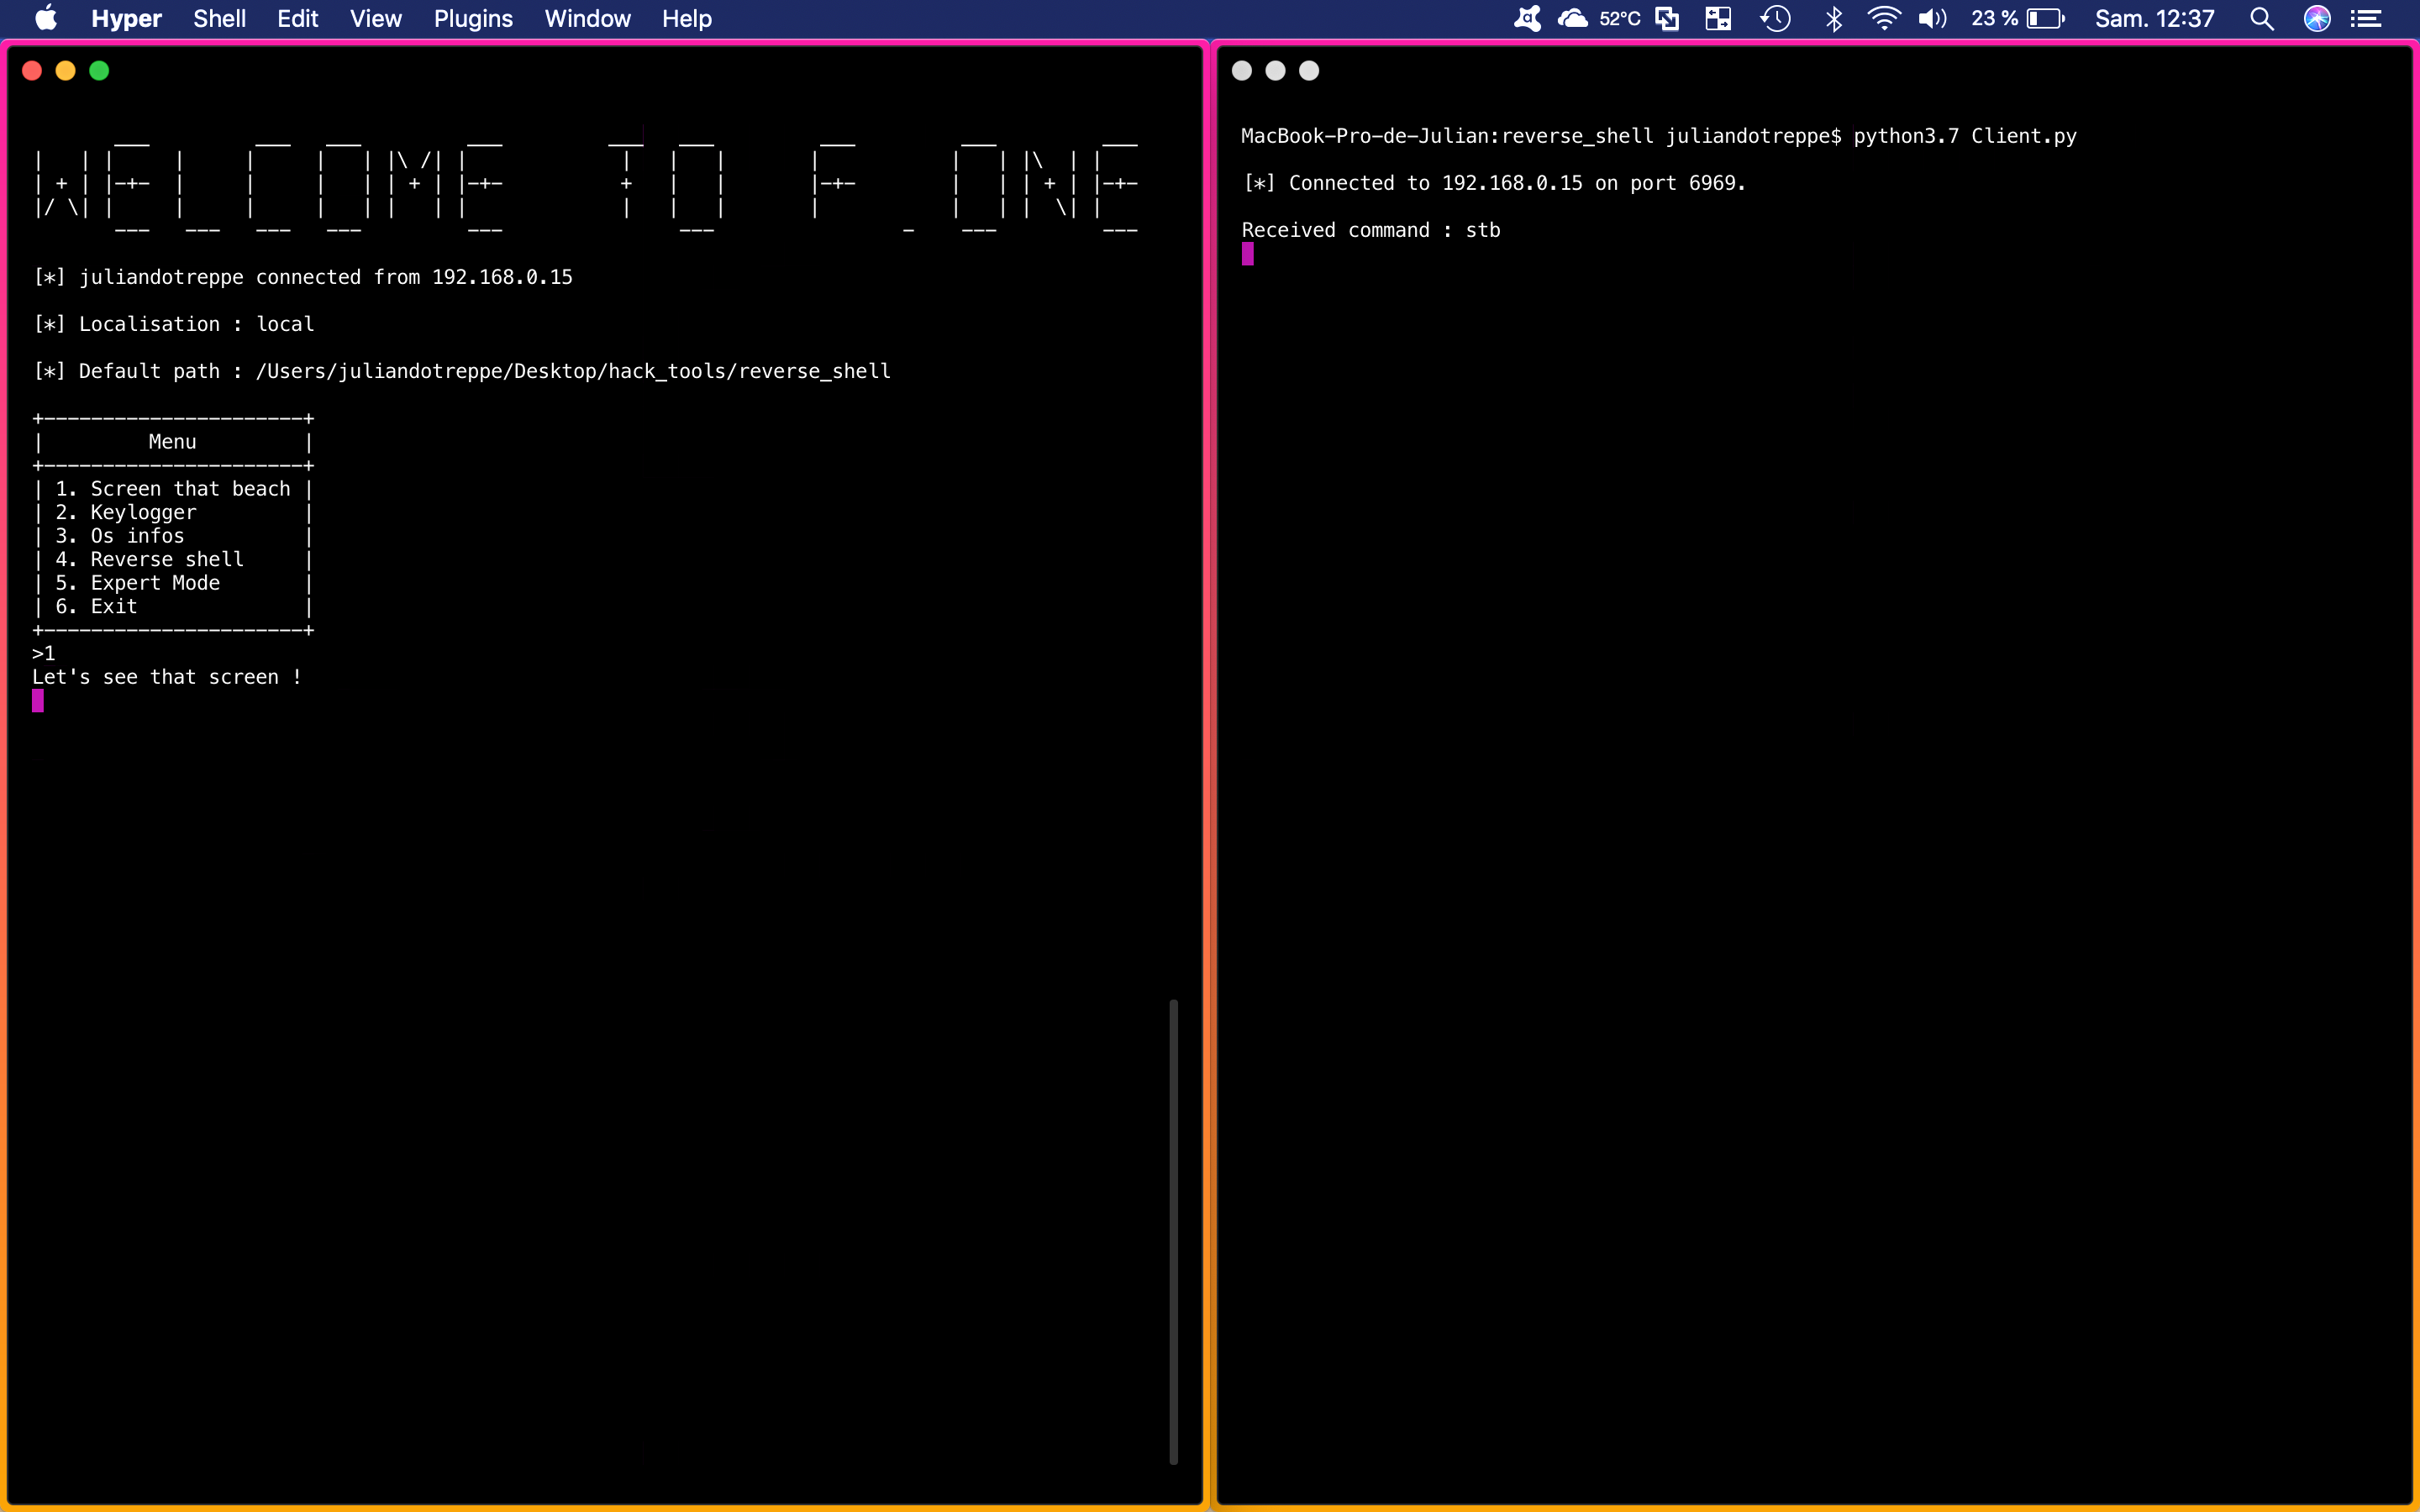 Hyper Shell Edit View Plugins Window Help 52°C 23 % Sam. 12:37
WELCOME TO F_ONE
[*] juliandotreppe connected from 192.168.0.15
[*] Localisation : local
[*] Default path : /Users/juliandotreppe/Desktop/hack_tools/reverse_shell
+----------------------+
| Menu |
+----------------------+
| 1. Screen that beach |
| 2. Keylogger |
| 3. Os infos |
| 4. Reverse shell |
| 5. Expert Mode |
| 6. Exit |
+----------------------+
>1
Let's see that screen !
MacBook-Pro-de-Julian:reverse_shell juliandotreppe$ python3.7 Client.py
[*] Connected to 192.168.0.15 on port 6969.
Received command : stb